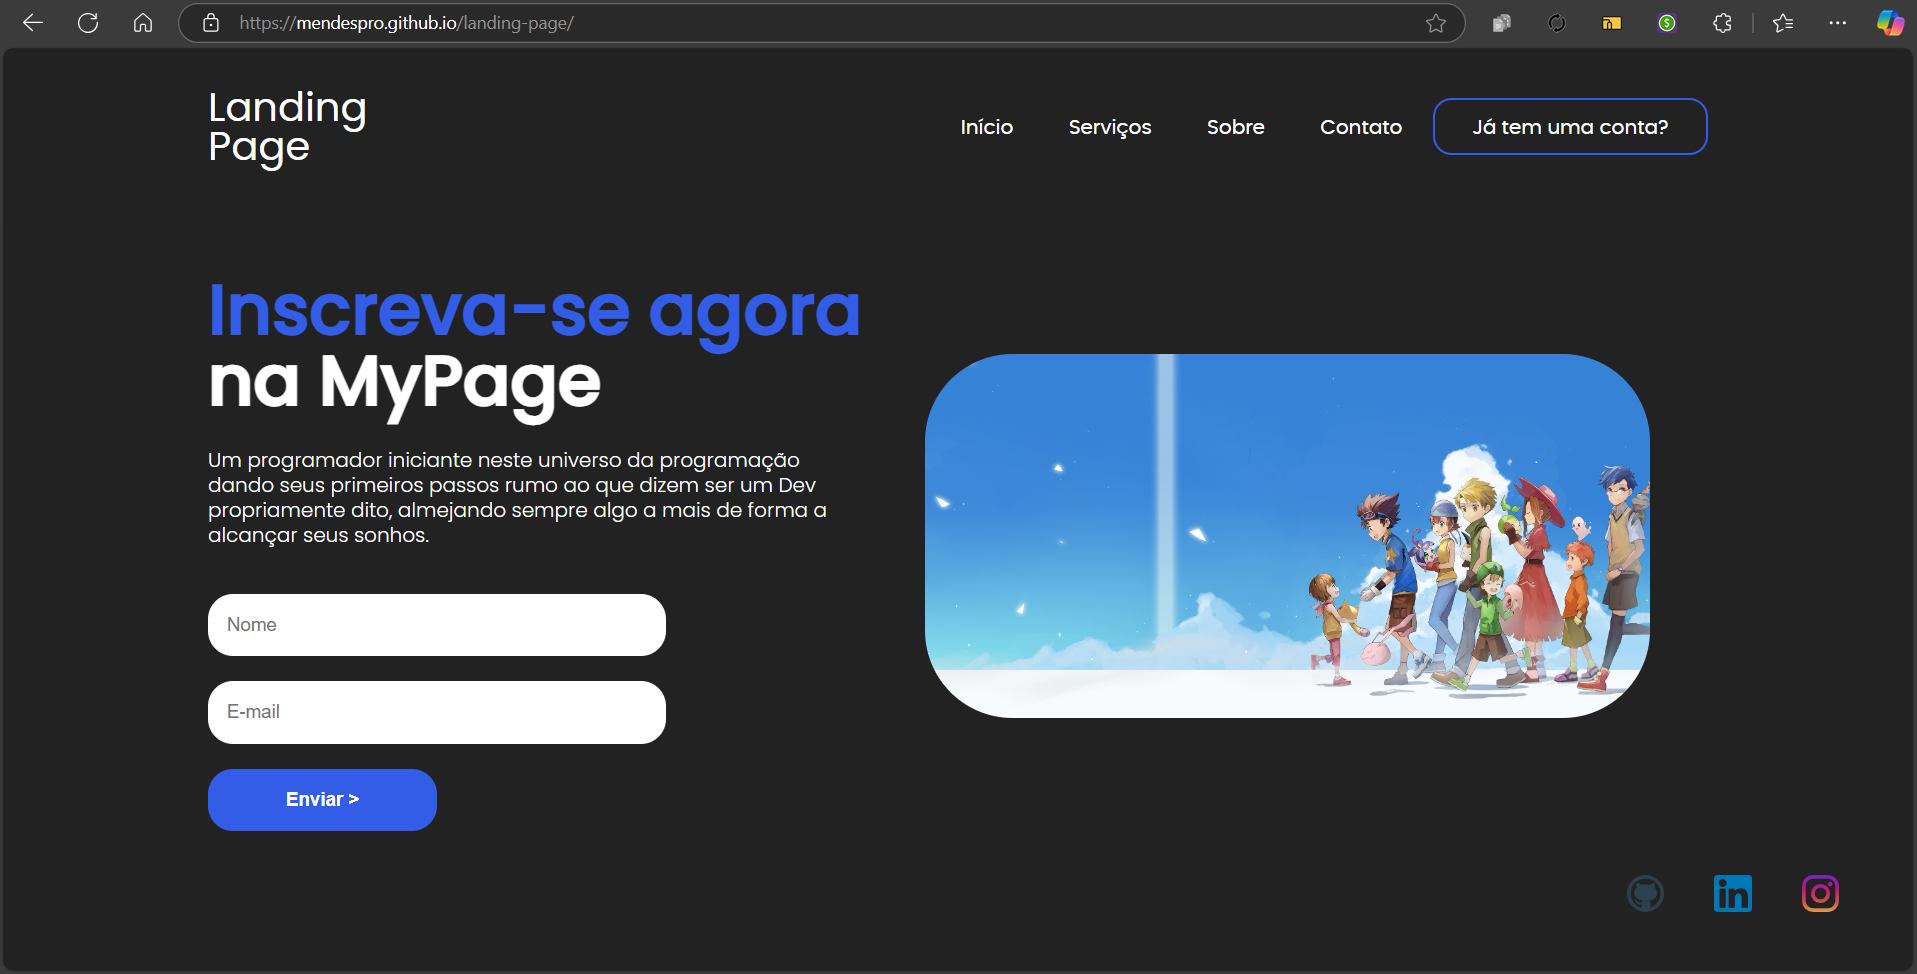 https://mendespro.github.io/landing-page/
Landing
Page
Início
Serviços
Sobre
Contato
Já tem uma conta?
Inscreva-se agora
na MyPage
Um programador iniciante neste universo da programação
dando seus primeiros passos rumo ao que dizem ser um Dev
propriamente dito, almejando sempre algo a mais de forma a
alcançar seus sonhos.
Nome
E-mail
Enviar >
in